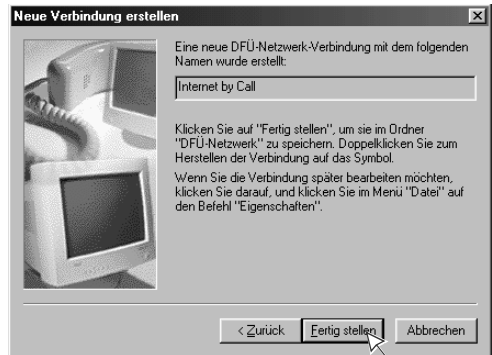 Neue Verbindung erstellen
Eine neue DFÜ-Netzwerk-Verbindung mit dem folgenden
Namen wurde erstellt:
Internet by Call
Klicken Sie auf "Fertig stellen", um sie im Ordner
"DFÜ-Netzwerk" zu speichern. Doppelklicken Sie zum
Herstellen der Verbindung auf das Symbol.
Wenn Sie die Verbindung später bearbeiten möchten,
klicken Sie darauf, und klicken Sie im Menü "Datei" auf
den Befehl "Eigenschaften".
< Zurück Fertig stellen Abbrechen